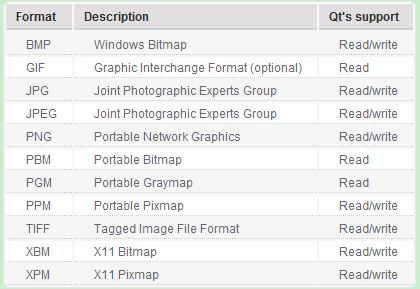 Format Description Qt's support
BMP Windows Bitmap Read/write
GIF Graphic Interchange Format (optional) Read
JPG Joint Photographic Experts Group Read/write
JPEG Joint Photographic Experts Group Read/write
PNG Portable Network Graphics Read/write
PBM Portable Bitmap Read
PGM Portable Graymap Read
PPM Portable Pixmap Read/write
TIFF Tagged Image File Format Read/write
XBM X11 Bitmap Read/write
XPM X11 Pixmap Read/write